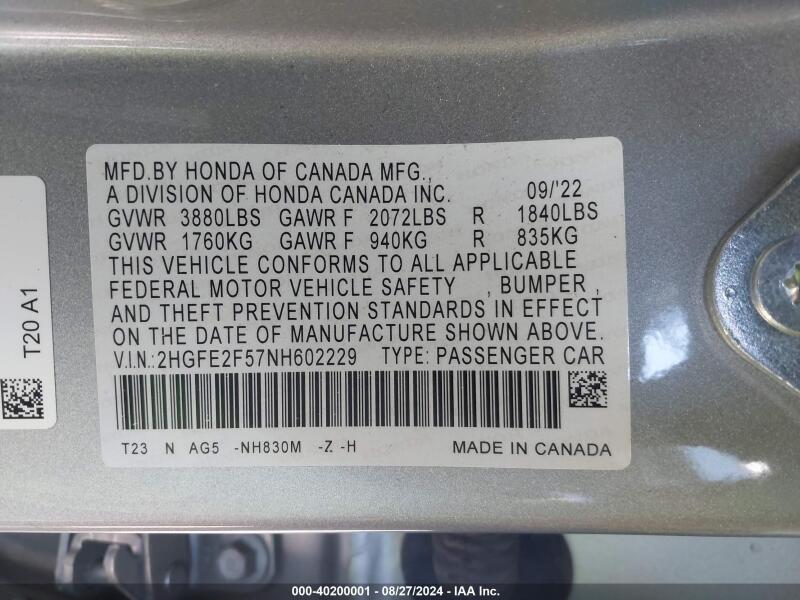 MFD.BY HONDA OF CANADA MFG.,
A DIVISION OF HONDA CANADA INC. 09/'22
GVWR 3880LBS GAWR F 2072LBS R 1840LBS
GVWR 1760KG GAWR F 940KG R 835KG
THIS VEHICLE CONFORMS TO ALL APPLICABLE
FEDERAL MOTOR VEHICLE SAFETY , BUMPER ,
AND THEFT PREVENTION STANDARDS IN EFFECT
ON THE DATE OF MANUFACTURE SHOWN ABOVE.
V.I.N.:2HGFE2F57NH602229 TYPE: PASSENGER CAR
T23 N AG5 -NH830M -Z -H MADE IN CANADA
T20 A1
000-40200001 - 08/27/2024 - IAA Inc.